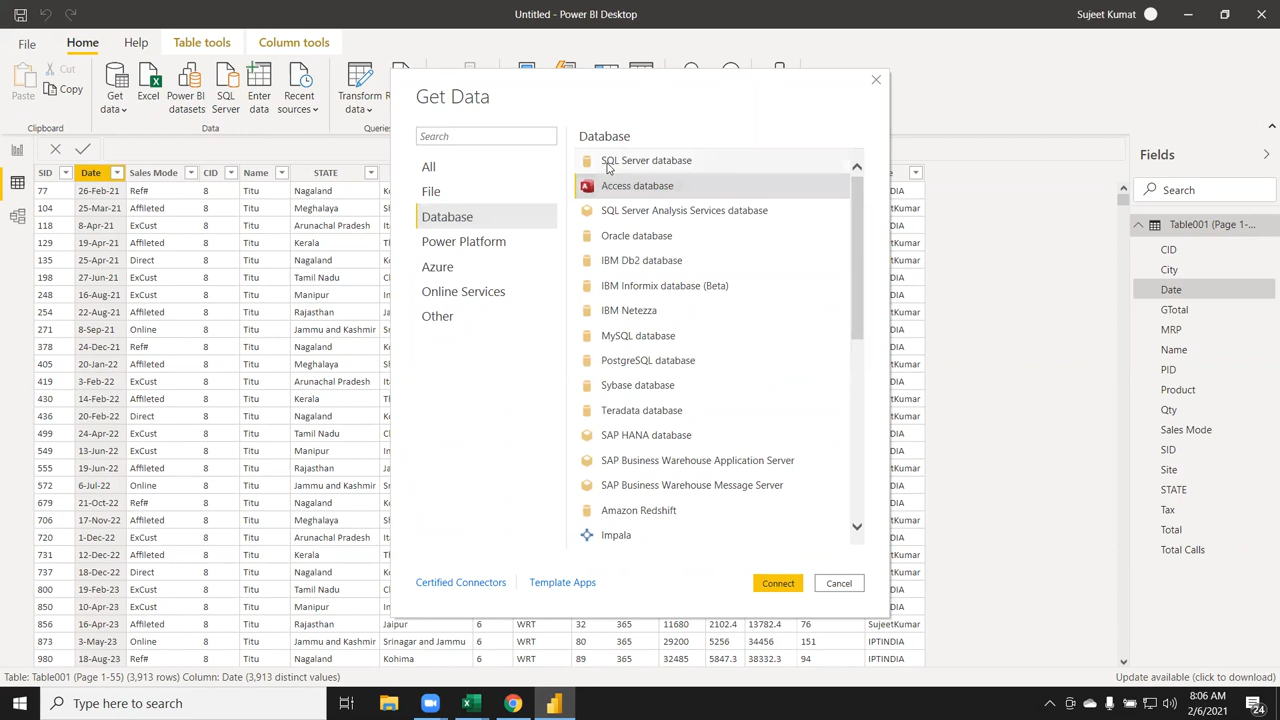 Untitled - Power BI Desktop
Sujeet Kumar
File
Home
Help
Table tools
Column tools
Paste
Cut
Copy
Get data
Excel
Power BI datasets
SQL Server
Enter data
Recent sources
Transform data
Clipboard
Data
Queries
Get Data
Search
All
File
Database
Power Platform
Azure
Online Services
Other
Database
SQL Server database
Access database
SQL Server Analysis Services database
Oracle database
IBM Db2 database
IBM Informix database (Beta)
IBM Netezza
MySQL database
PostgreSQL database
Sybase database
Teradata database
SAP HANA database
SAP Business Warehouse Application Server
SAP Business Warehouse Message Server
Amazon Redshift
Impala
Certified Connectors
Template Apps
Connect
Cancel
SID Date Sales Mode CID Name STATE
77 26-Feb-21 Ref# 8 Titu Nagaland
104 25-Mar-21 Affileted 8 Titu Meghalaya
118 8-Apr-21 ExCust 8 Titu Arunachal Pradesh
129 19-Apr-21 Affileted 8 Titu Kerala
135 25-Apr-21 Direct 8 Titu Nagaland
198 27-Jun-21 ExCust 8 Titu Tamil Nadu
248 16-Aug-21 ExCust 8 Titu Manipur
254 22-Aug-21 Affileted 8 Titu Rajasthan
271 8-Sep-21 Online 8 Titu Jammu and Kashmir
378 24-Dec-21 Ref# 8 Titu Nagaland
405 20-Jan-22 Affileted 8 Titu Meghalaya
419 3-Feb-22 ExCust 8 Titu Arunachal Pradesh
430 14-Feb-22 Affileted 8 Titu Kerala
436 20-Feb-22 Direct 8 Titu Nagaland
499 24-Apr-22 ExCust 8 Titu Tamil Nadu
549 13-Jun-22 ExCust 8 Titu Manipur
555 19-Jun-22 Affileted 8 Titu Rajasthan
572 6-Jul-22 Online 8 Titu Jammu and Kashmir
679 21-Oct-22 Ref# 8 Titu Nagaland
706 17-Nov-22 Affileted 8 Titu Meghalaya
720 1-Dec-22 ExCust 8 Titu Arunachal Pradesh
731 12-Dec-22 Affileted 8 Titu Kerala
737 18-Dec-22 Direct 8 Titu Nagaland
800 19-Feb-23 ExCust 8 Titu Tamil Nadu
850 10-Apr-23 ExCust 8 Titu Manipur
856 16-Apr-23 Affileted 8 Titu Rajasthan Jaipur 6 WRT 32 365 11680 2102.4 13782.4 76 SujeetKumar
873 3-May-23 Online 8 Titu Jammu and Kashmir Srinagar and Jammu 6 WRT 80 365 29200 5256 34456 151 IPTINDIA
980 18-Aug-23 Ref# 8 Titu Nagaland Kohima 6 WRT 89 365 32485 5847.3 38332.3 94 IPTINDIA
Fields
Search
Table001 (Page 1-...
CID
City
Date
GTotal
MRP
Name
PID
Product
Qty
Sales Mode
SID
Site
STATE
Tax
Total
Total Calls
Table: Table001 (Page 1-55) (3,913 rows) Column: Date (3,913 distinct values)
Update available (click to download)
Type here to search
8:06 AM
2/6/2021
24